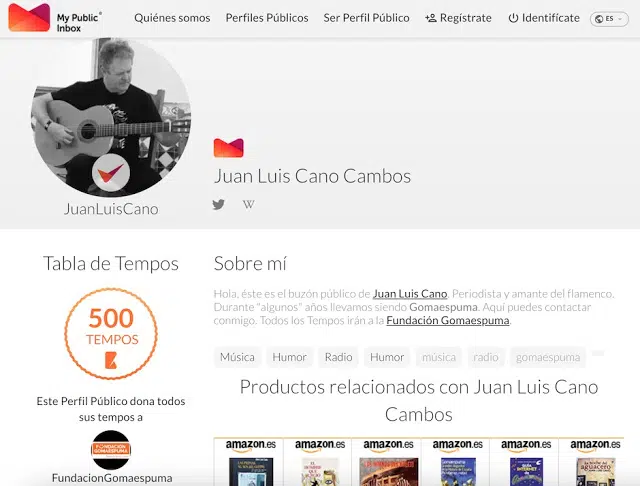 My Public Inbox
Quiénes somos
Perfiles Públicos
Ser Perfil Público
Regístrate
Identifícate
ES
Juan Luis Cano Cambos
W
JuanLuisCano
Tabla de Tempos
500
TEMPOS
Este Perfil Público dona todos
sus tempos a
FUNDACIÓN
GOMAESPUMA
FundacionGomaespuma
Sobre mí
Hola, éste es el buzón público de Juan Luis Cano. Periodista y amante del flamenco.
Durante "algunos" años llevamos siendo Gomaespuma. Aquí puedes contactar
conmigo. Todos los Tempos irán a la Fundación Gomaespuma.
Música
Humor
Radio
Humor
música
radio
gomaespuma
Productos relacionados con Juan Luis Cano
Cambos
amazon.es
amazon.es
amazon.es
amazon.es
amazon.es
amazon.es